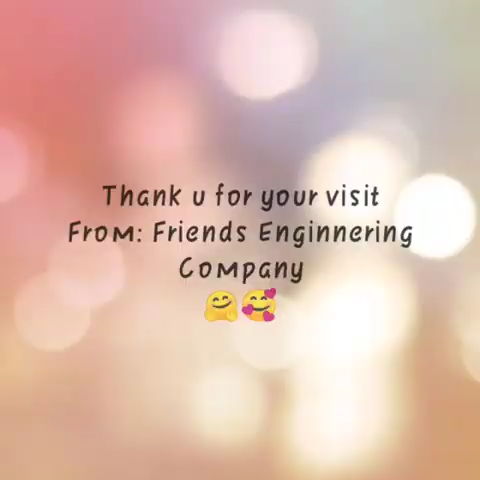 Thank u for your visit
From: Friends Enginnering
Company
🤗🥰